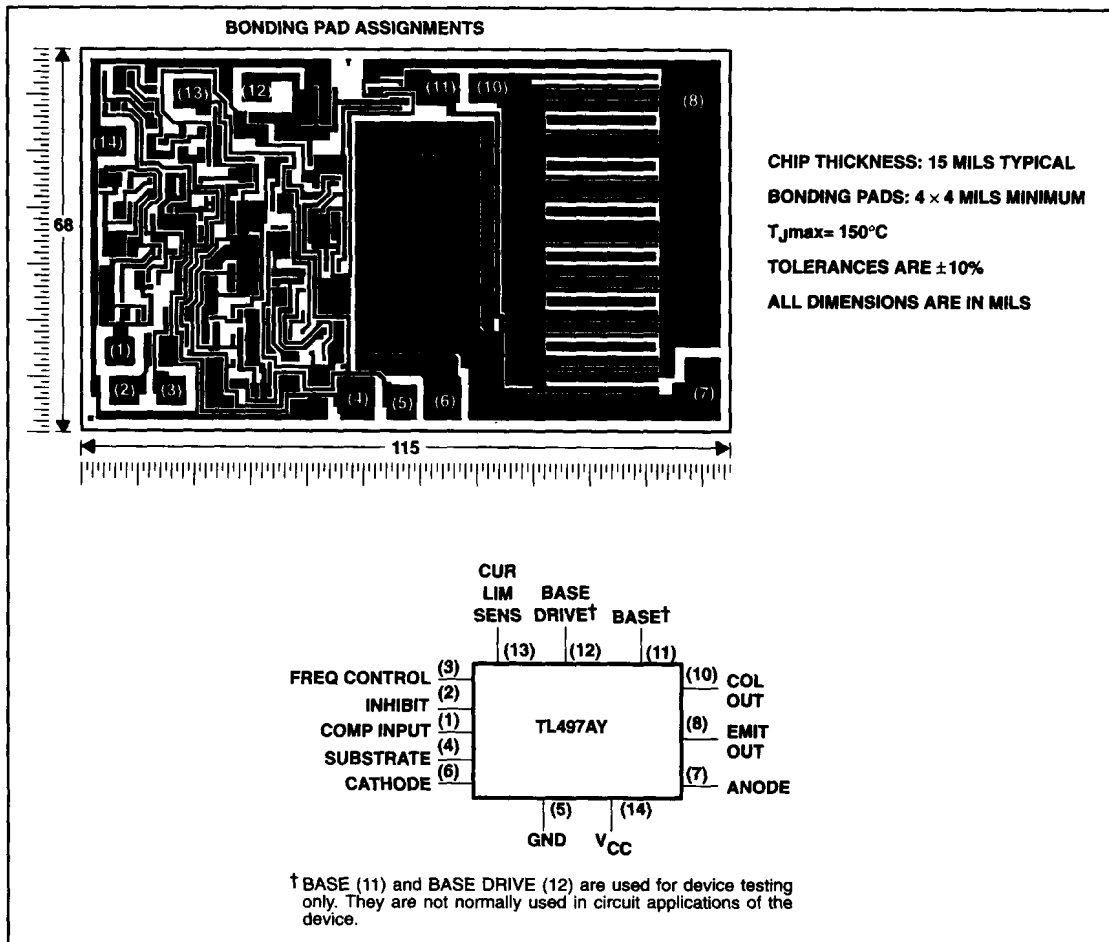 BONDING PAD ASSIGNMENTS
(13)
(12)
(11)
(10)
(8)
(14)
68
(1)
(2)
(3)
(4)
(5)
(6)
(7)
115
CHIP THICKNESS: 15 MILS TYPICAL
BONDING PADS: 4 × 4 MILS MINIMUM
TJmax= 150°C
TOLERANCES ARE ±10%
ALL DIMENSIONS ARE IN MILS
CUR
LIM
SENS
BASE
DRIVE†
BASE†
(13)
(12)
(11)
FREQ CONTROL (3)
INHIBIT (2)
COMP INPUT (1)
SUBSTRATE (4)
CATHODE (6)
TL497AY
(10) COL
OUT
(8) EMIT
OUT
(7) ANODE
(5)
(14)
GND
VCC
† BASE (11) and BASE DRIVE (12) are used for device testing
only. They are not normally used in circuit applications of the
device.